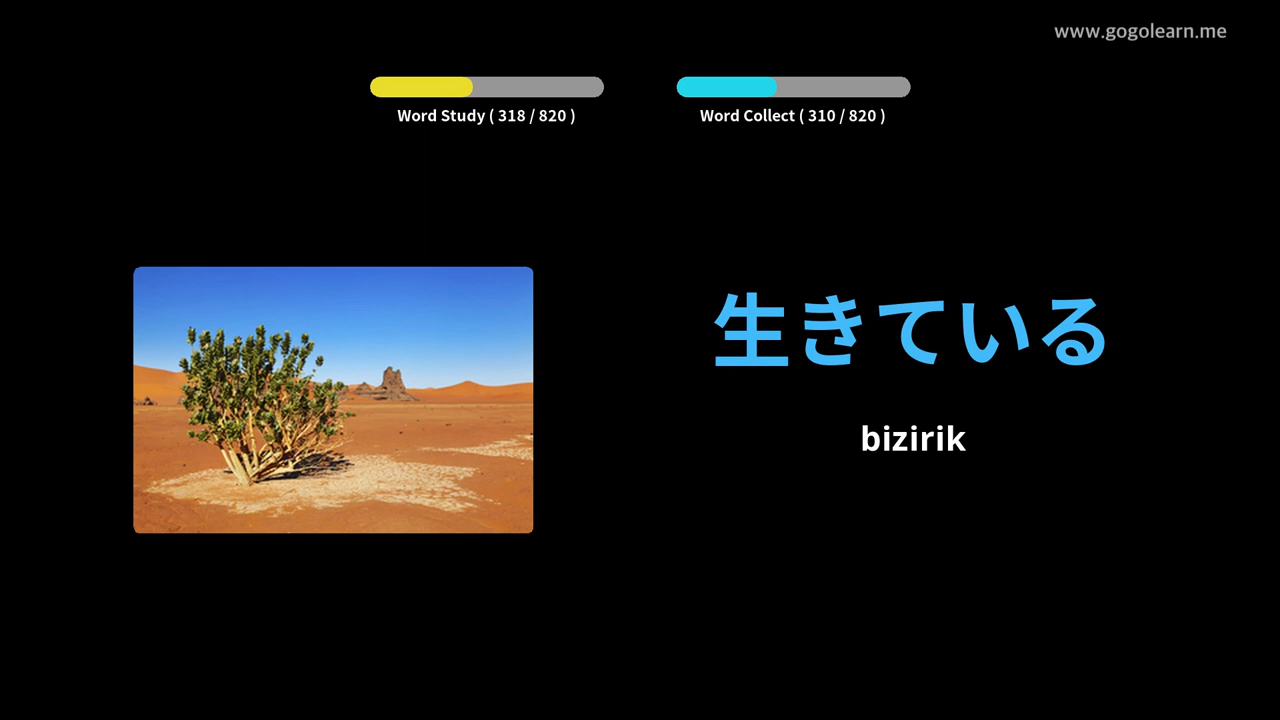 www.gogolearn.me
Word Study ( 318 / 820 )
Word Collect ( 310 / 820 )
生きている
bizirik